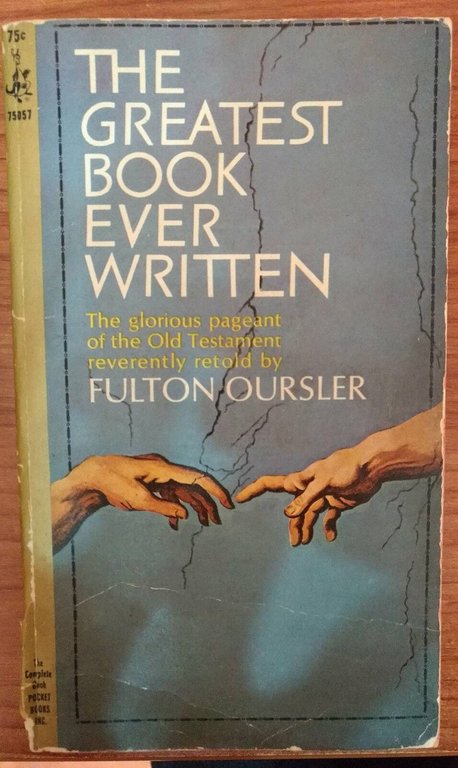 75¢
75057
THE
GREATEST
BOOK
EVER
WRITTEN
The glorious pageant
of the Old Testament
reverently retold by
FULTON OURSLER
The
Complete
Book
POCKET
BOOKS
INC.